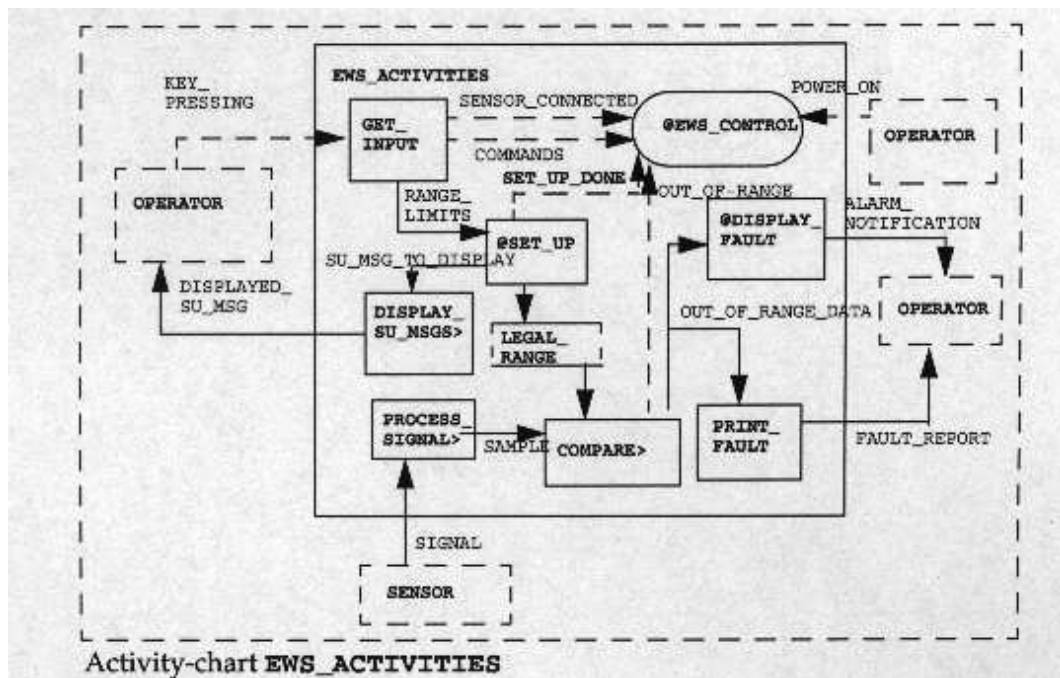 KEY_
PRESSING
EWS_ACTIVITIES
SENSOR_CONNECTED
POWER_ON
GET_
INPUT
@EWS_CONTROL
OPERATOR
COMMANDS
SET_UP_DONE
OUT_OF-RANGE
OPERATOR
RANGE_
LIMITS
ALARM_
NOTIFICATION
@DISPLAY_
FAULT
@SET_UP
SU_MSG_TO_DISPLAY
DISPLAYED_
SU_MSG
DISPLAY_
SU_MSGS>
LEGAL_
RANGE
OUT_OF_RANGE_DATA
OPERATOR
PROCESS_
SIGNAL>
SAMPLE
COMPARE>
PRINT_
FAULT
FAULT_REPORT
SIGNAL
SENSOR
Activity-chart EWS_ACTIVITIES